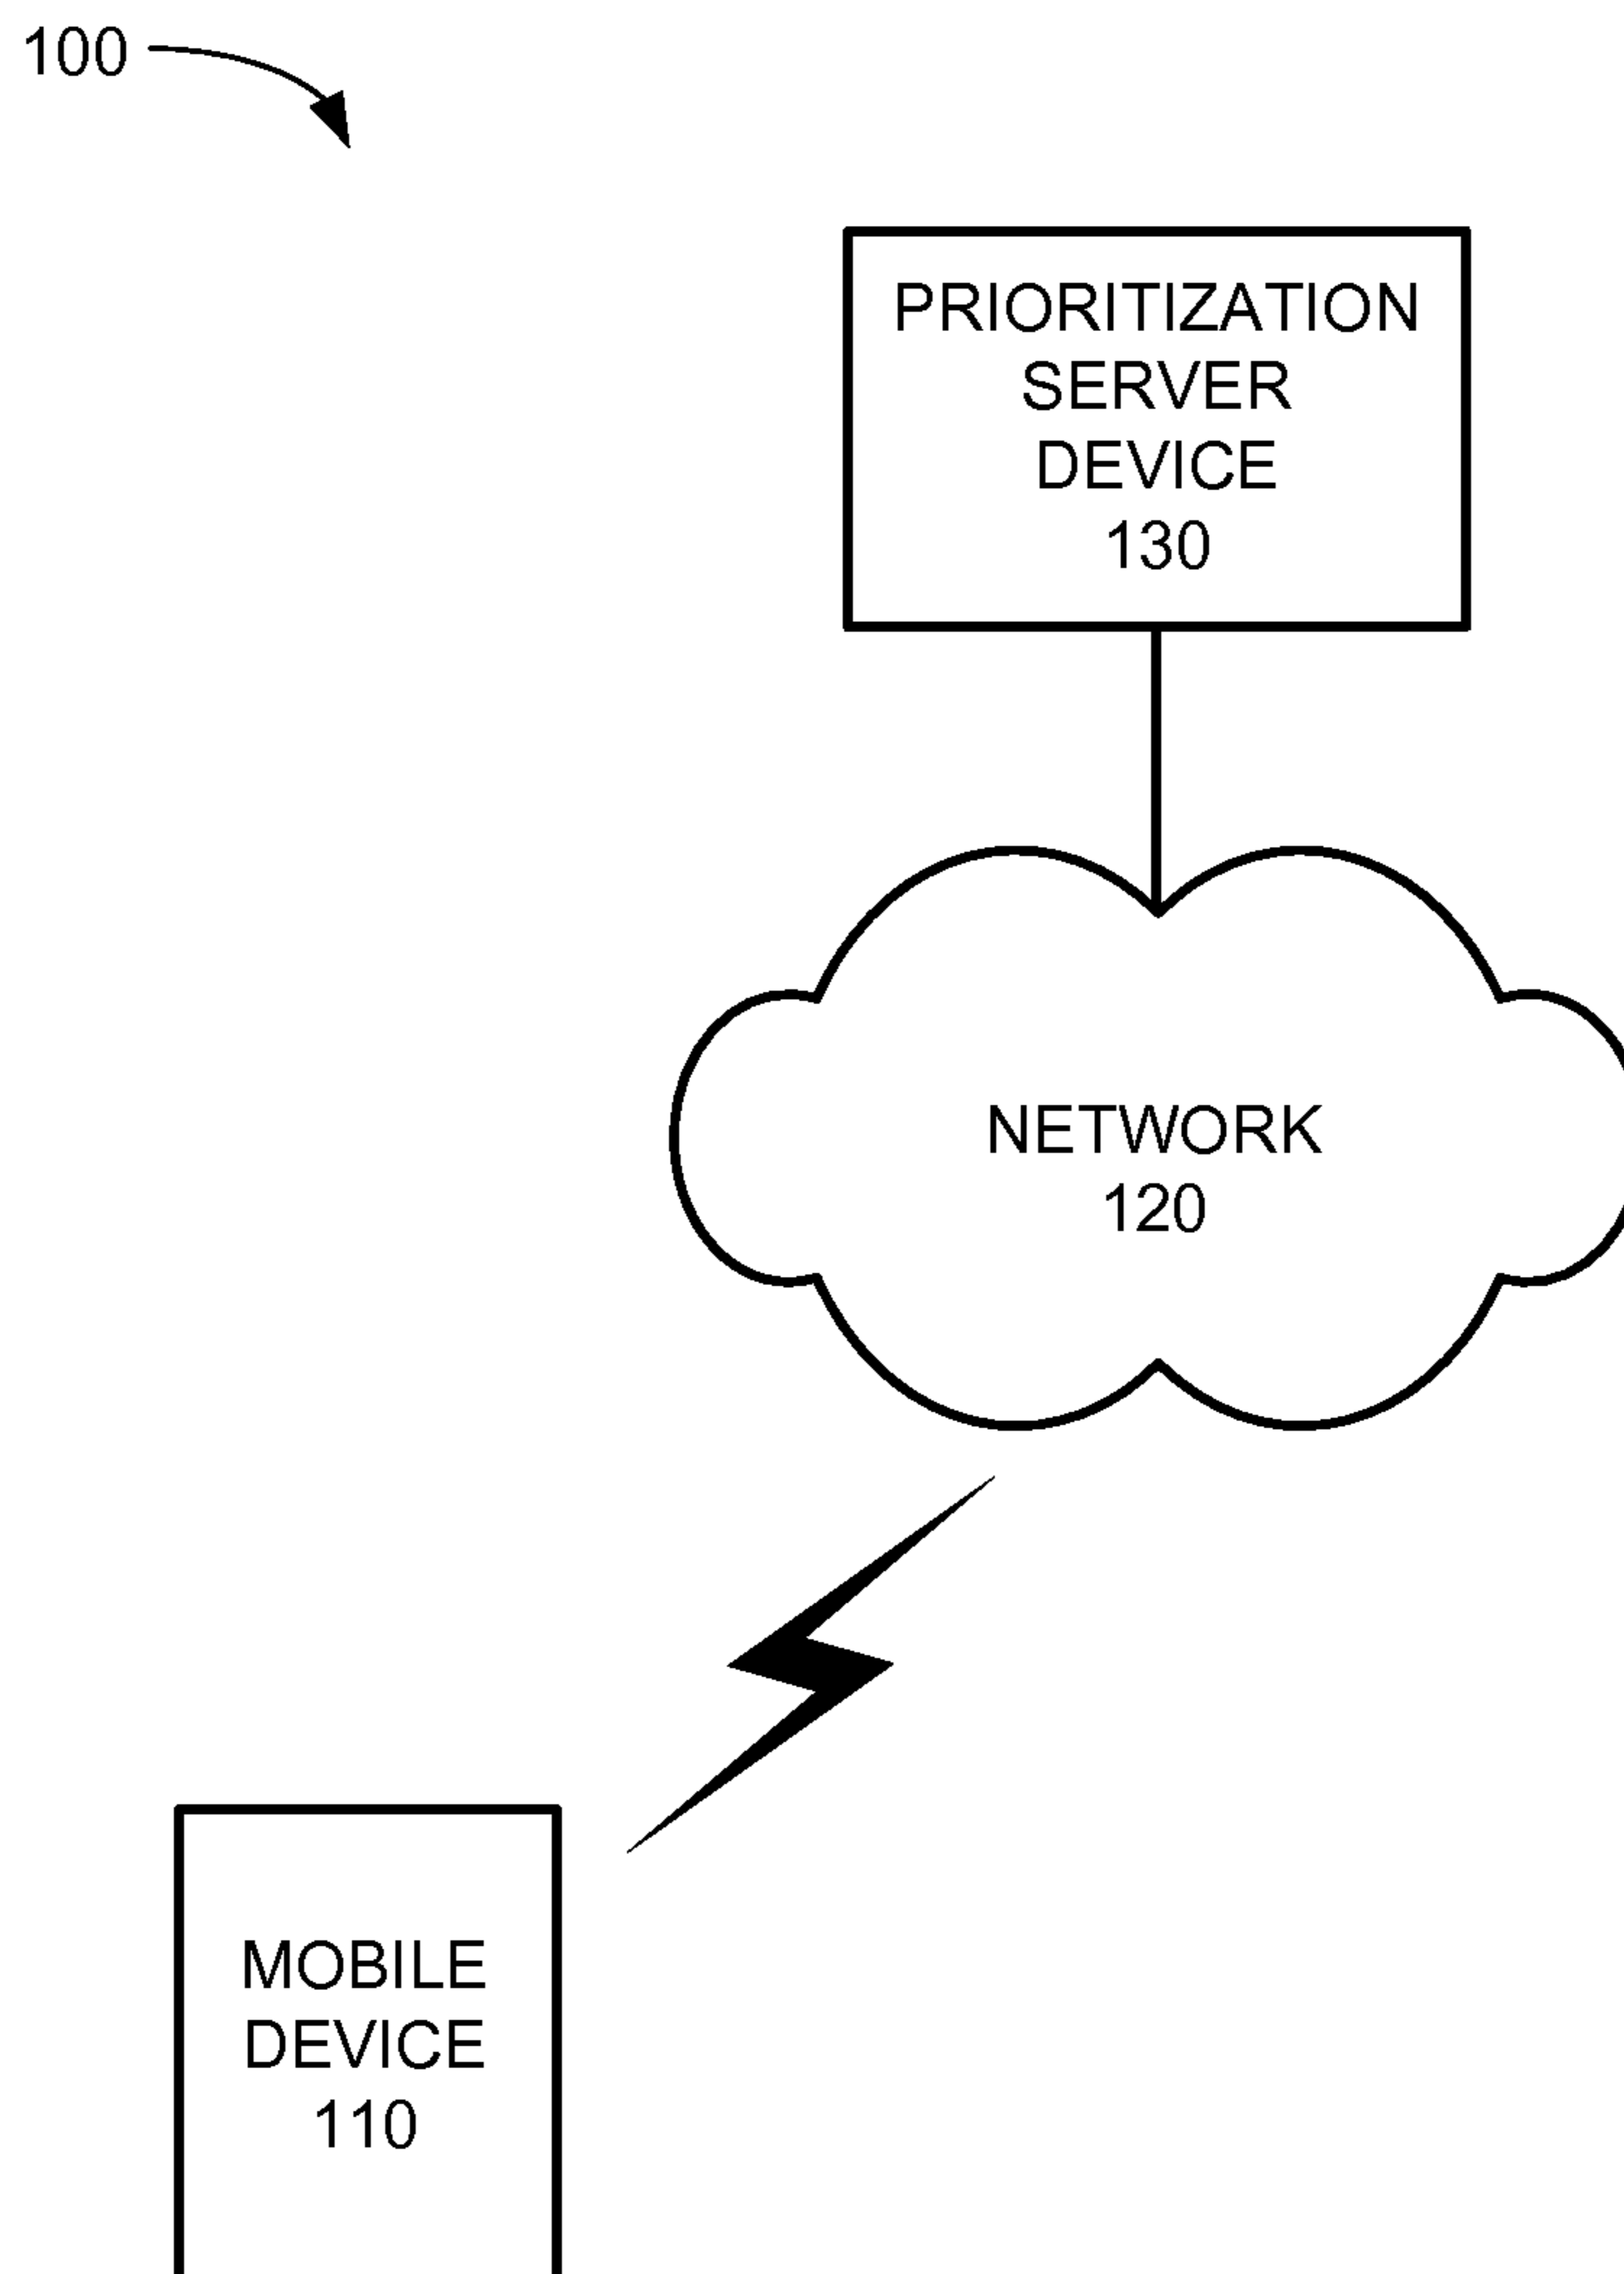 100
PRIORITIZATION
SERVER
DEVICE
130
NETWORK
120
MOBILE
DEVICE
110